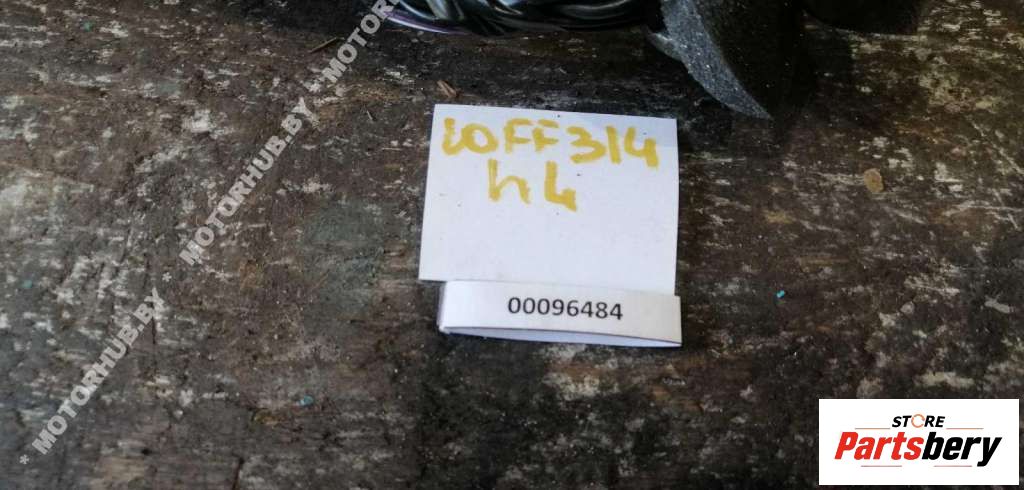 10FF314
h4
00096484
* MOTORHUB.BY * MOTORHUB.BY * MOTOR
STORE
Partsbery